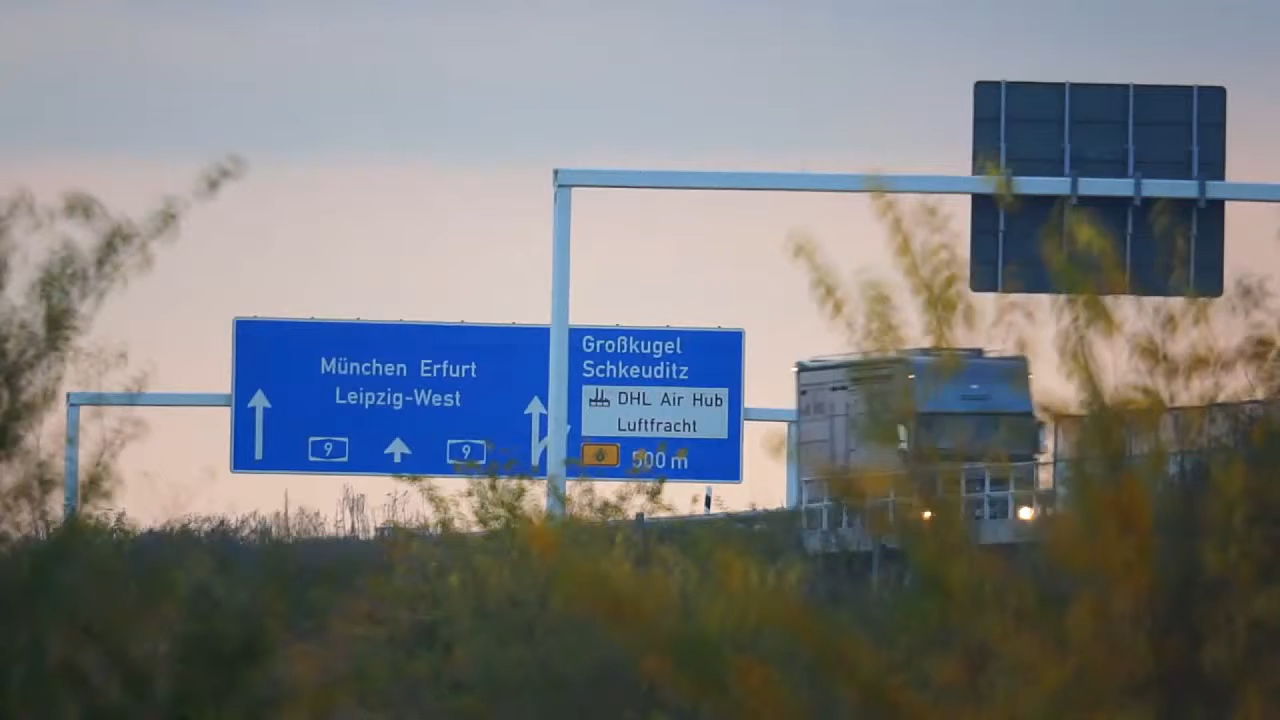 München Erfurt
Leipzig-West
9
9
Großkugel
Schkeuditz
DHL Air Hub
Luftfracht
6
500 m